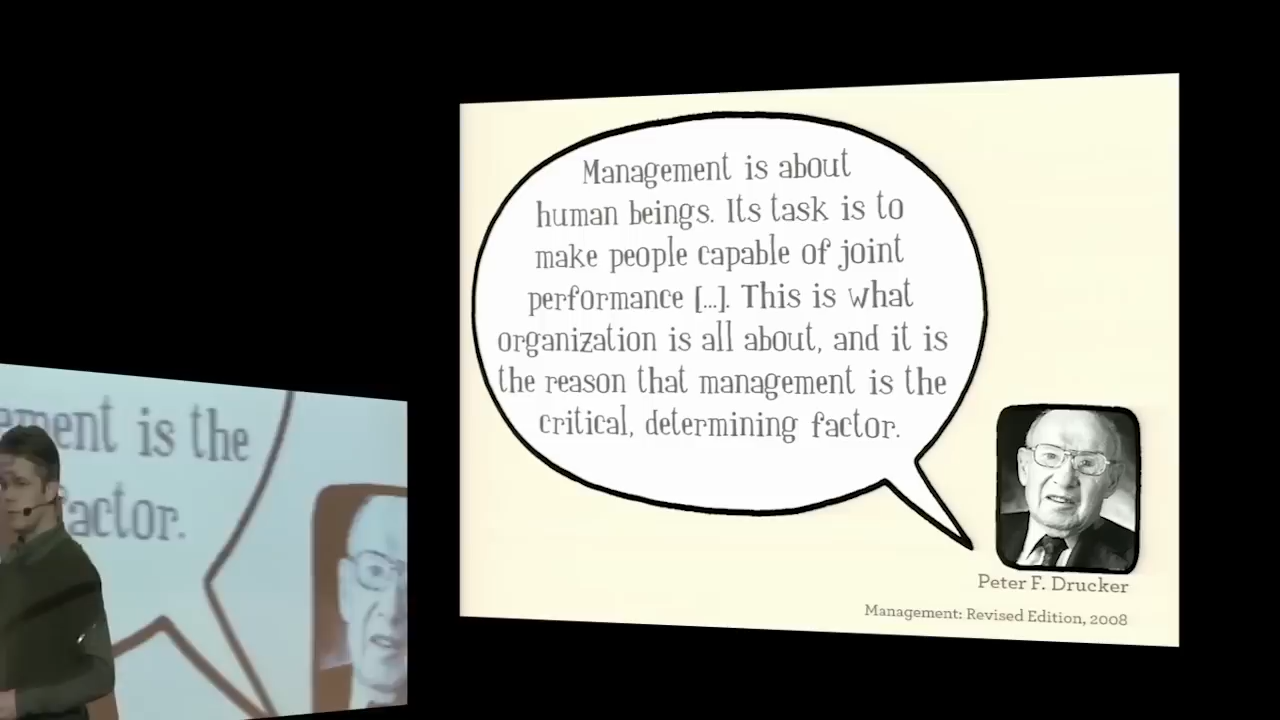 Management is about
human beings. Its task is to
make people capable of joint
performance [...]. This is what
organization is all about, and it is
the reason that management is the
critical, determining factor.
Peter F. Drucker
Management: Revised Edition, 2008
ement is the
factor.